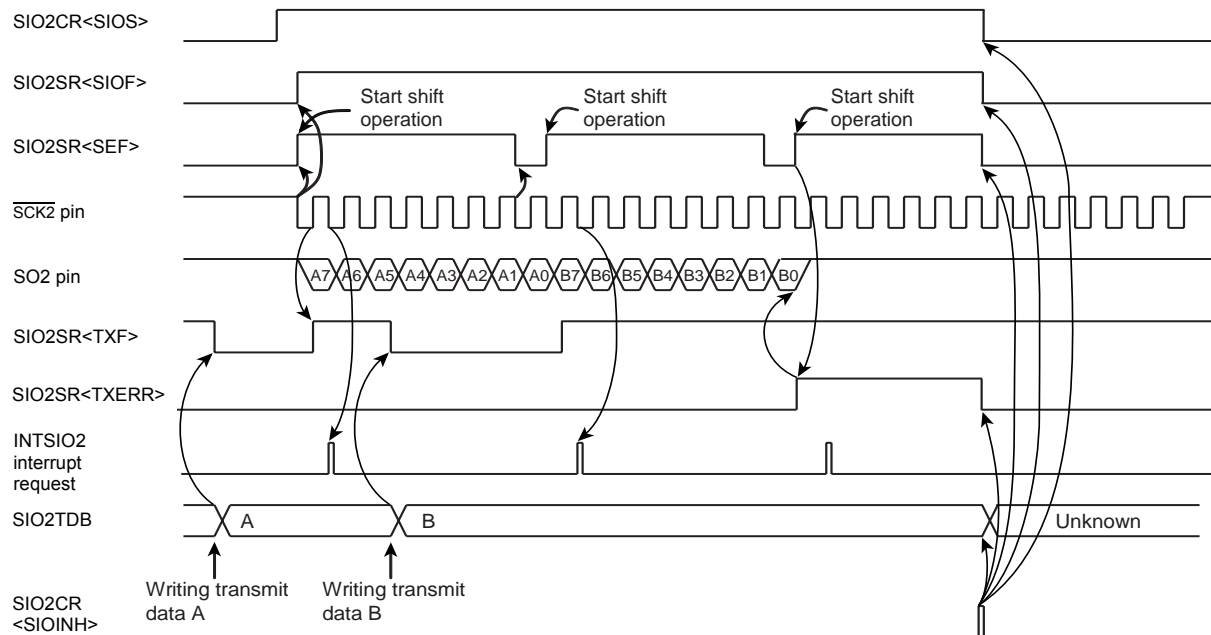 SIO2CR<SIOS>
SIO2SR<SIOF>
Start shift
operation
Start shift
operation
Start shift
operation
SIO2SR<SEF>
SCK2 pin
SO2 pin
A7 A6 A5 A4 A3 A2 A1 A0 B7 B6 B5 B4 B3 B2 B1 B0
SIO2SR<TXF>
SIO2SR<TXERR>
INTSIO2
interrupt
request
SIO2TDB
A
B
Unknown
Writing transmit
data A
Writing transmit
data B
SIO2CR
<SIOINH>